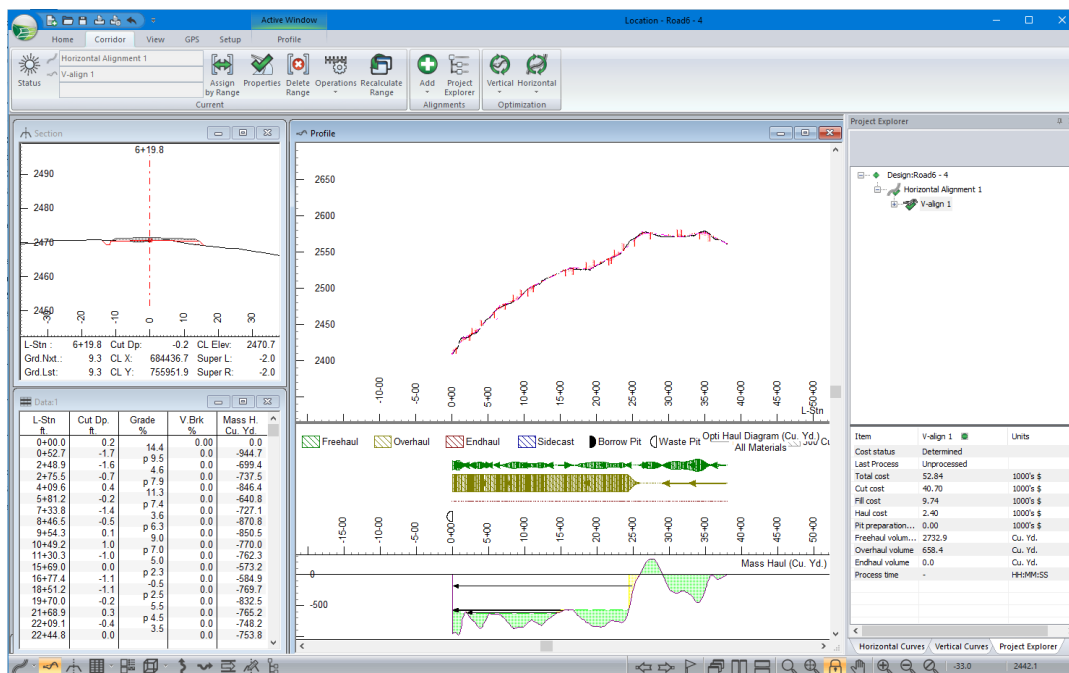 Active Window
Location - Road6 - 4
Home Corridor View GPS Setup Profile
Status
Horizontal Alignment 1
V-align 1
Assign by Range
Properties
Delete Range
Operations
Recalculate Range
Add
Project Explorer
Vertical Horizontal
Current
Alignments
Optimization
Section
6+19.8
2490
2480
2470
2460
2450
-30 -20 -10 0 10 20 30
L-Stn : 6+19.8 Cut Dp: -0.2 CL Elev: 2470.7
Grd.Nxt.: 9.3 CL X: 684436.7 Super L: -2.0
Grd.Lst: 9.3 CL Y: 755951.9 Super R: -2.0
Data:1
L-Stn Cut Dp. Grade V.Brk Mass H.
ft. ft. % % Cu. Yd.
0+00.0 0.2 0.00 0.0
14.4
0+52.7 -1.7 0.0 -944.7
p 9.5
2+48.9 -1.6 0.0 -699.4
4.6
2+75.5 -0.7 0.0 -737.5
p 7.9
4+09.6 0.4 0.0 -846.4
11.3
5+81.2 -0.2 0.0 -640.8
p 7.4
7+33.8 -1.4 0.0 -727.1
3.6
8+46.5 -0.5 0.0 -870.8
p 6.3
9+54.3 0.1 0.0 -850.5
9.0
10+49.2 1.0 0.0 -770.0
p 7.0
11+30.3 -1.0 0.0 -762.3
5.0
15+69.0 0.0 0.0 -573.2
p 2.3
16+77.4 -1.1 0.0 -584.9
-0.5
18+51.2 -1.1 0.0 -769.7
p 2.5
19+70.0 -0.2 0.0 -832.5
5.5
21+68.9 0.3 0.0 -765.2
p 4.5
22+09.1 -0.4 0.0 -748.2
3.5
22+44.8 0.0 0.0 -753.8
Profile
2650
2600
2550
2500
2450
2400
-10-00 -5-00 0+00 5+00 10+00 15+00 20+00 25+00 30+00 35+00 40+00 45+00 50+00
L-Stn
Freehaul Overhaul Endhaul Sidecast Borrow Pit Waste Pit Opti Haul Diagram (Cu. Yd.)
All Materials
-15-00 -10-00 -5-00 0+00 5+00 10+00 15+00 20+00 25+00 30+00 35+00 40+00 45+00 50+00
Mass Haul (Cu. Yd.)
0
-500
Project Explorer
Design:Road6 - 4
Horizontal Alignment 1
V-align 1
Item V-align 1 Units
Cost status Determined
Last Process Unprocessed
Total cost 52.84 1000's $
Cut cost 40.70 1000's $
Fill cost 9.74 1000's $
Haul cost 2.40 1000's $
Pit preparation... 0.00 1000's $
Freehaul volum... 2732.9 Cu. Yd.
Overhaul volume 658.4 Cu. Yd.
Endhaul volume 0.0 Cu. Yd.
Process time - HH:MM:SS
Horizontal Curves Vertical Curves Project Explorer
-33.0 2442.1